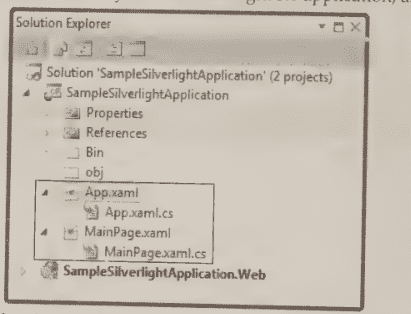 Solution Explorer
Solution 'SampleSilverlightApplication' (2 projects)
SampleSilverlightApplication
Properties
References
Bin
obj
App.xaml
App.xaml.cs
MainPage.xaml
MainPage.xaml.cs
SampleSilverlightApplication.Web